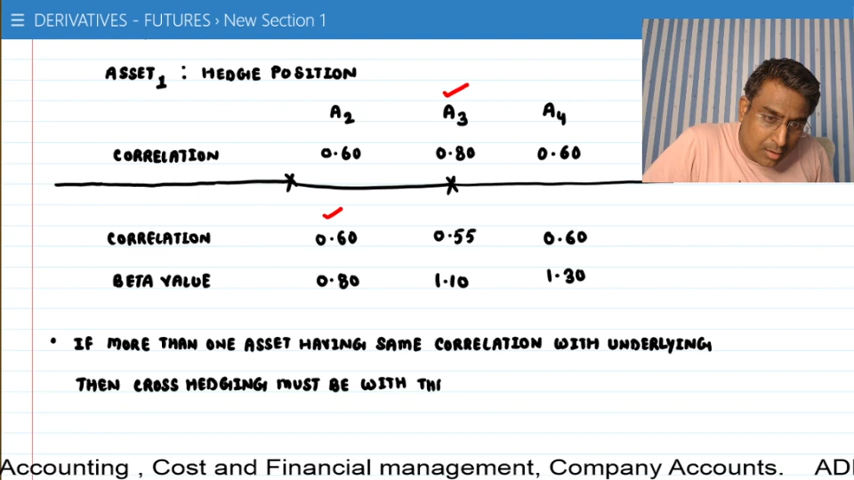 DERIVATIVES - FUTURES › New Section 1
ASSET1 : HEDGE POSITION
A2 A3 A4
CORRELATION 0.60 0.80 0.60
CORRELATION 0.60 0.55 0.60
BETA VALUE 0.80 1.10 1.30
• IF MORE THAN ONE ASSET HAVING SAME CORRELATION WITH UNDERLYING,
THEN CROSS HEDGING MUST BE WITH TH
Accounting , Cost and Financial management, Company Accounts. ADI